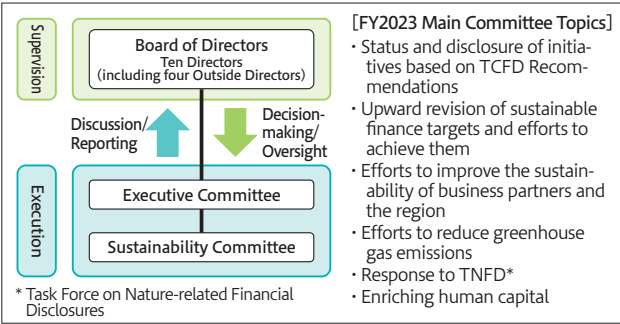 Supervision
Board of Directors
Ten Directors
(including four Outside Directors)
Discussion/
Reporting
Decision-
making/
Oversight
Execution
Executive Committee
Sustainability Committee
* Task Force on Nature-related Financial
Disclosures
[FY2023 Main Committee Topics]
・Status and disclosure of initia-
tives based on TCFD Recom-
mendations
・Upward revision of sustainable
finance targets and efforts to
achieve them
・Efforts to improve the sustain-
ability of business partners and
the region
・Efforts to reduce greenhouse
gas emissions
・Response to TNFD*
・Enriching human capital